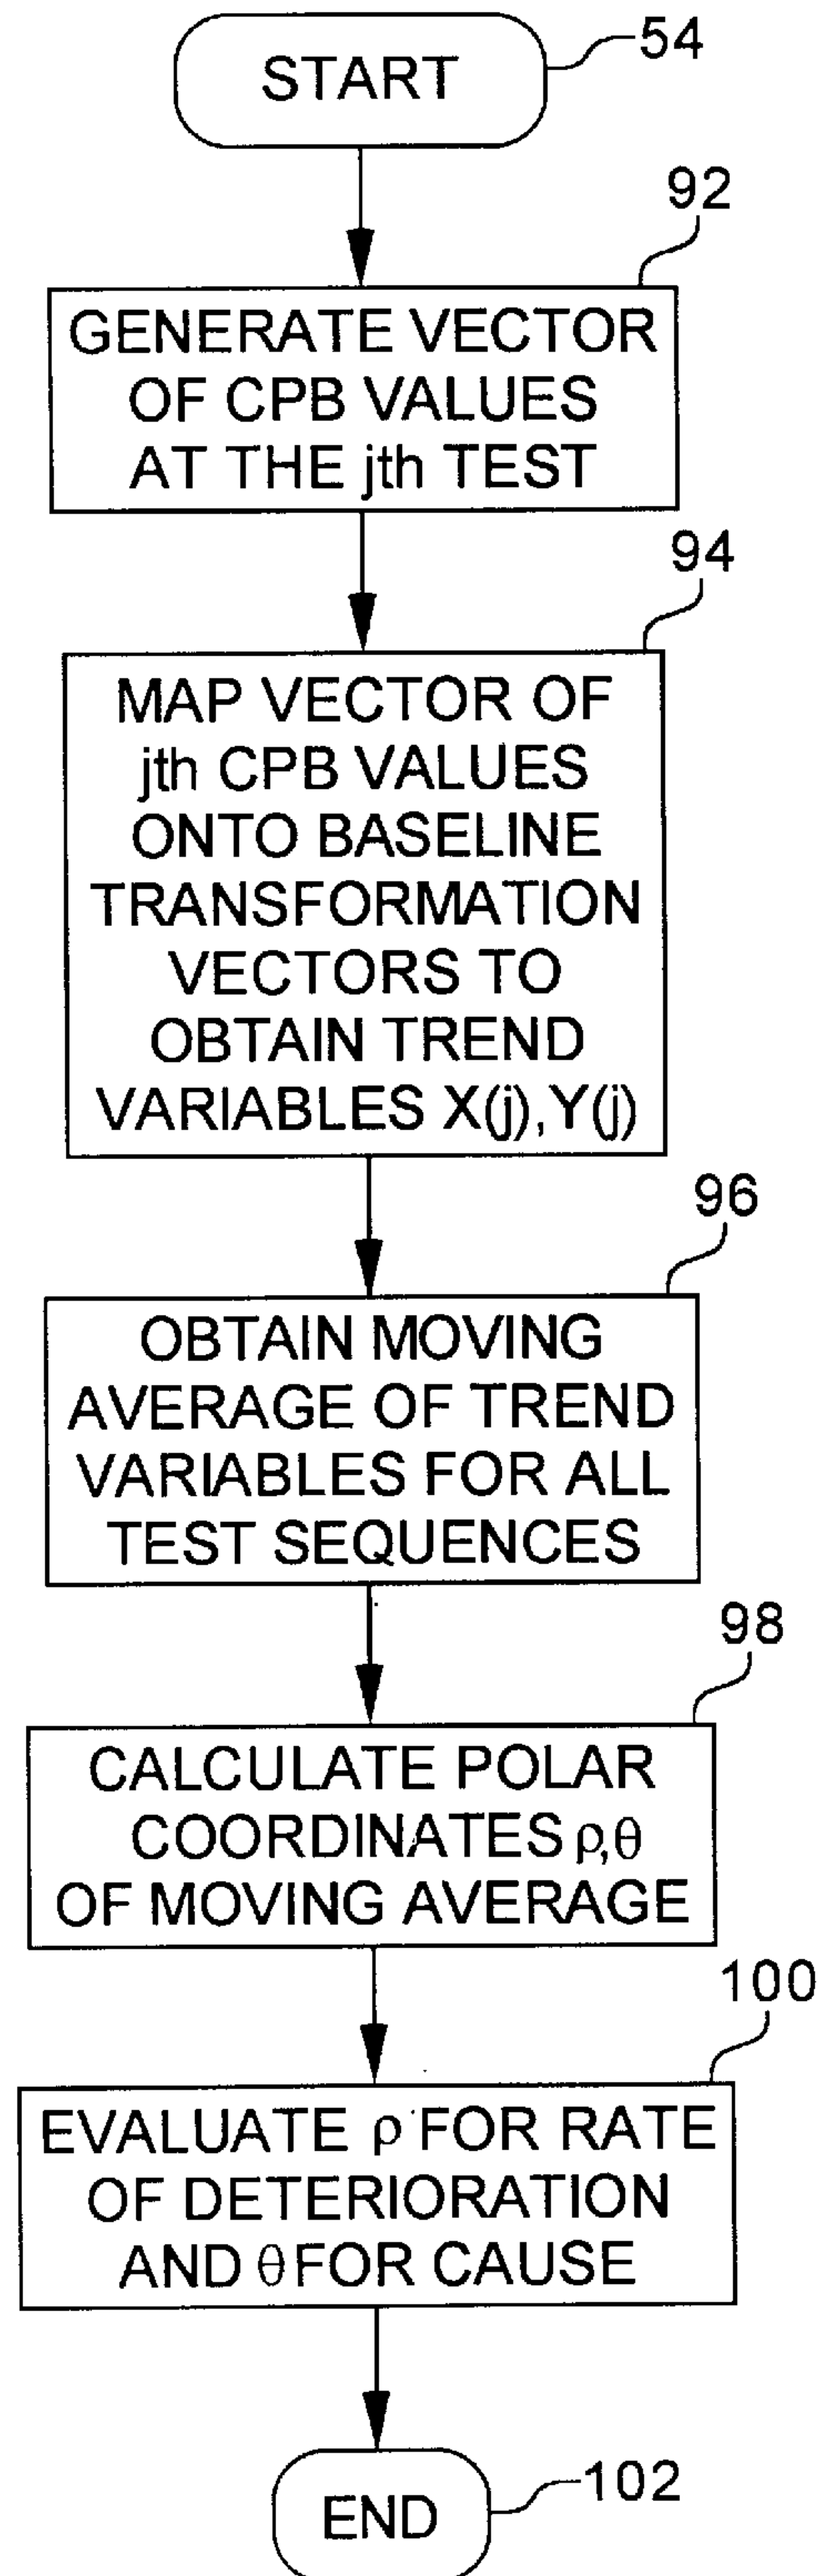 START
54
92
GENERATE VECTOR
OF CPB VALUES
AT THE jth TEST
94
MAP VECTOR OF
jth CPB VALUES
ONTO BASELINE
TRANSFORMATION
VECTORS TO
OBTAIN TREND
VARIABLES X(j),Y(j)
96
OBTAIN MOVING
AVERAGE OF TREND
VARIABLES FOR ALL
TEST SEQUENCES
98
CALCULATE POLAR
COORDINATES ρ,θ
OF MOVING AVERAGE
100
EVALUATE ρ FOR RATE
OF DETERIORATION
AND θ FOR CAUSE
END
102